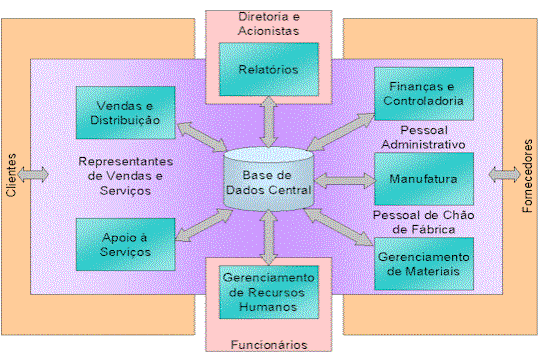 Diretoria e
Acionistas
Relatórios
Vendas e
Distribuição
Finanças e
Controladoria
Representantes
de Vendas e
Serviços
Base de
Dados Central
Pessoal
Administrativo
Manufatura
Clientes
Fornecedores
Apoio à
Serviços
Pessoal de Chão
de Fábrica
Gerenciamento
de Materiais
Gerenciamento
de Recursos
Humanos
Funcionários